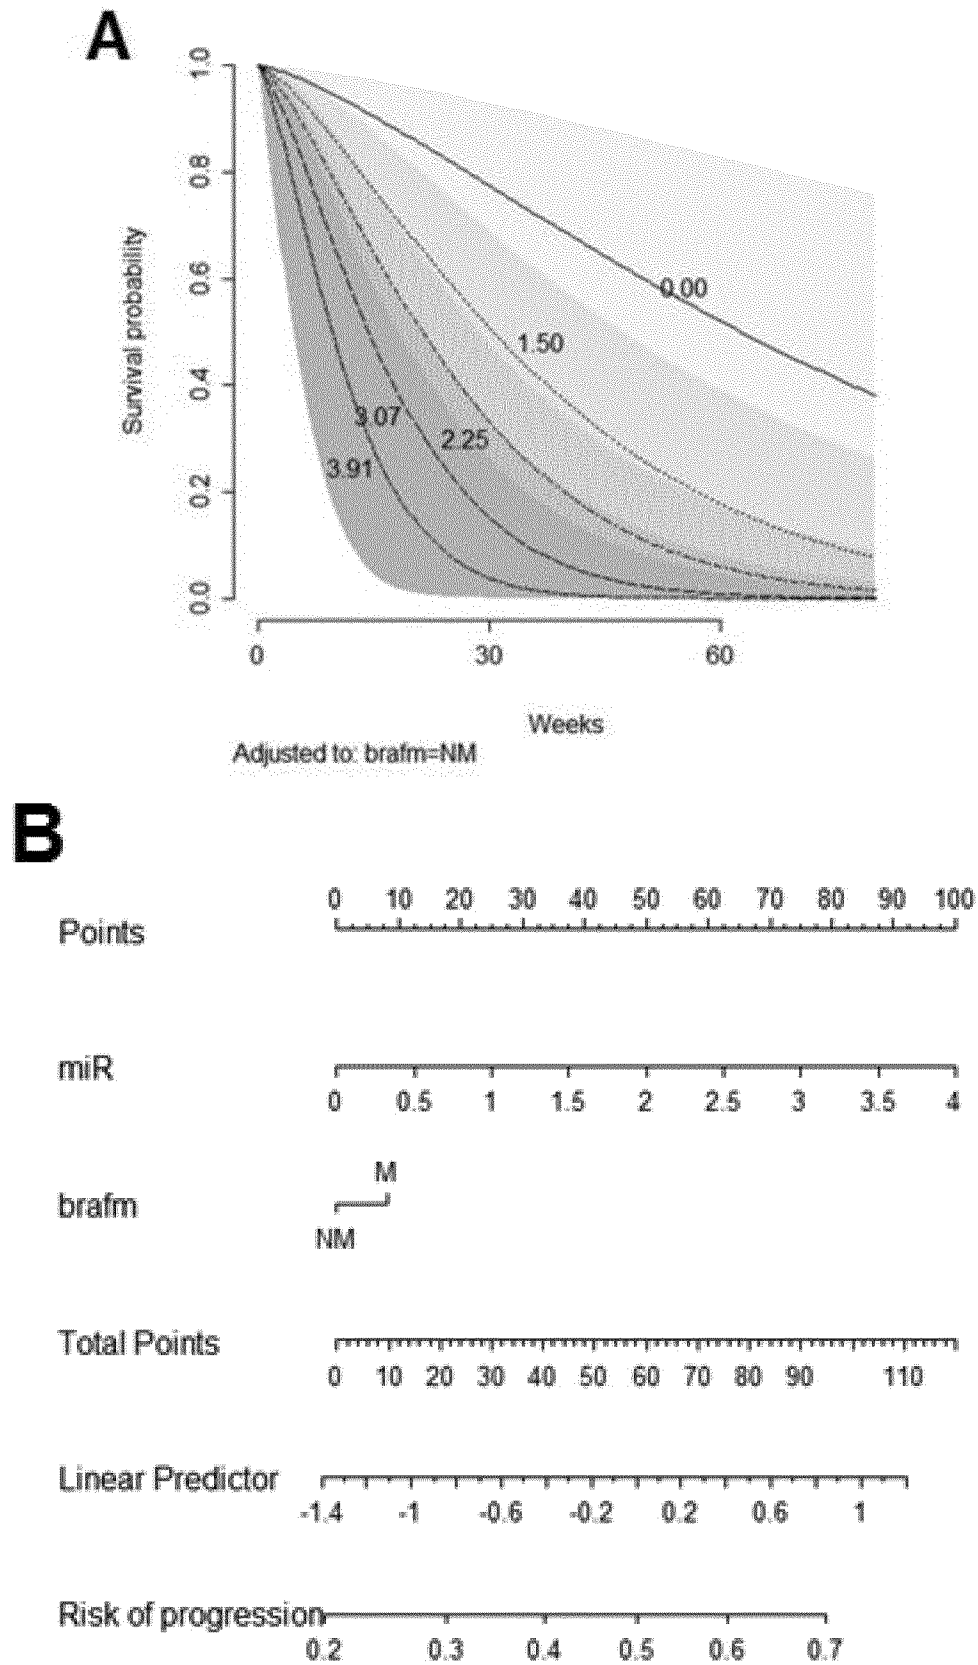 A
1.0
0.8
0.6
0.4
0.2
0.0
Survival probability
0.00
1.50
3.07
2.25
3.91
0 30 60
Weeks
Adjusted to: brafm=NM
B
0 10 20 30 40 50 60 70 80 90 100
Points
miR
0 0.5 1 1.5 2 2.5 3 3.5 4
M
brafm
NM
Total Points
0 10 20 30 40 50 60 70 80 90 110
Linear Predictor
-1.4 -1 -0.6 -0.2 0.2 0.6 1
Risk of progression
0.2 0.3 0.4 0.5 0.6 0.7